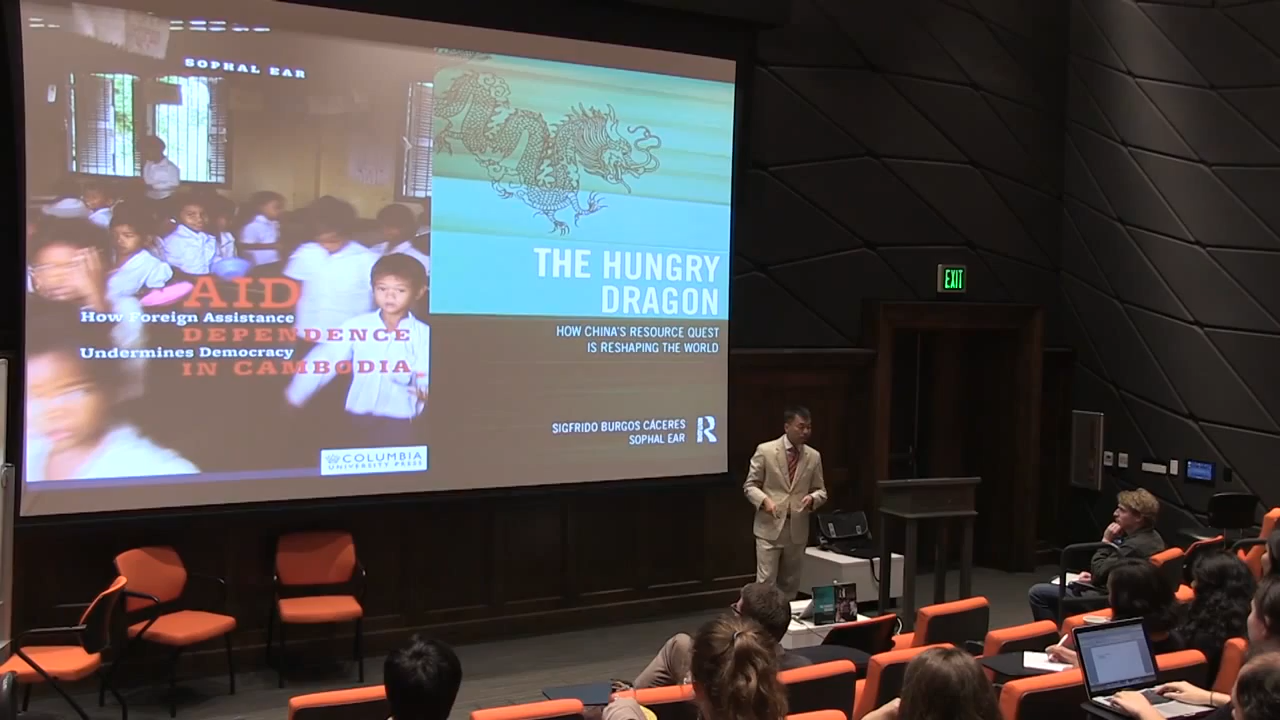 SOPHAL EAR
AID
How Foreign Assistance
DEPENDENCE
Undermines Democracy
IN CAMBODIA
COLUMBIA
UNIVERSITY PRESS
THE HUNGRY
DRAGON
HOW CHINA'S RESOURCE QUEST
IS RESHAPING THE WORLD
SIGFRIDO BURGOS CÁCERES
SOPHAL EAR
R
EXIT